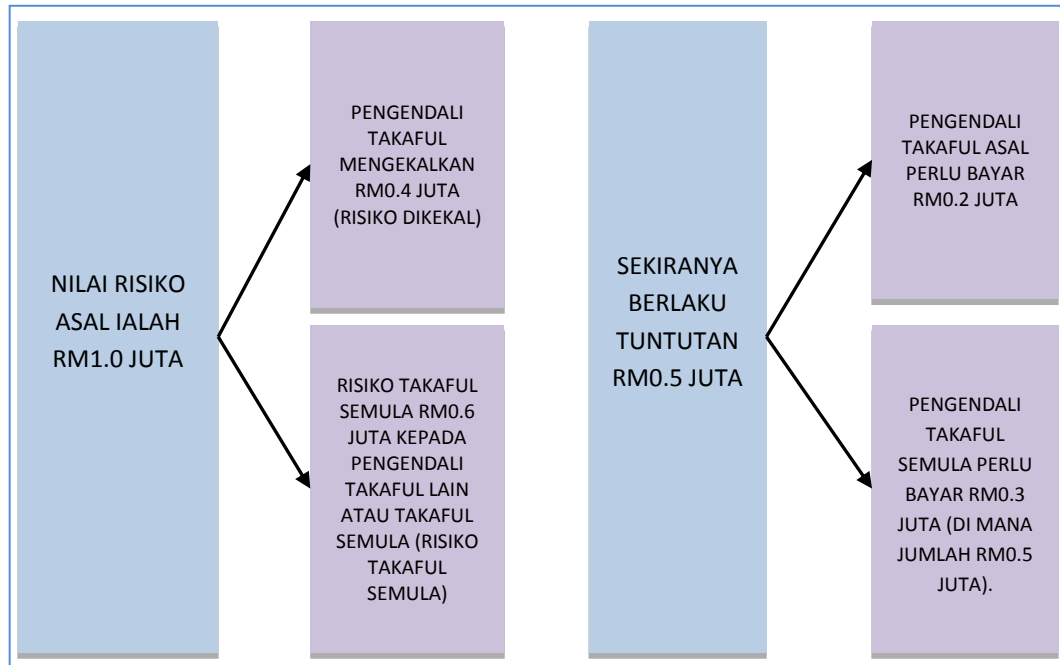 NILAI RISIKO
ASAL IALAH
RM1.0 JUTA
PENGENDALI
TAKAFUL
MENGEKALKAN
RM0.4 JUTA
(RISIKO DIKEKAL)
RISIKO TAKAFUL
SEMULA RM0.6
JUTA KEPADA
PENGENDALI
TAKAFUL LAIN
ATAU TAKAFUL
SEMULA (RISIKO
TAKAFUL
SEMULA)
SEKIRANYA
BERLAKU
TUNTUTAN
RM0.5 JUTA
PENGENDALI
TAKAFUL ASAL
PERLU BAYAR
RM0.2 JUTA
PENGENDALI
TAKAFUL
SEMULA PERLU
BAYAR RM0.3
JUTA (DI MANA
JUMLAH RM0.5
JUTA).